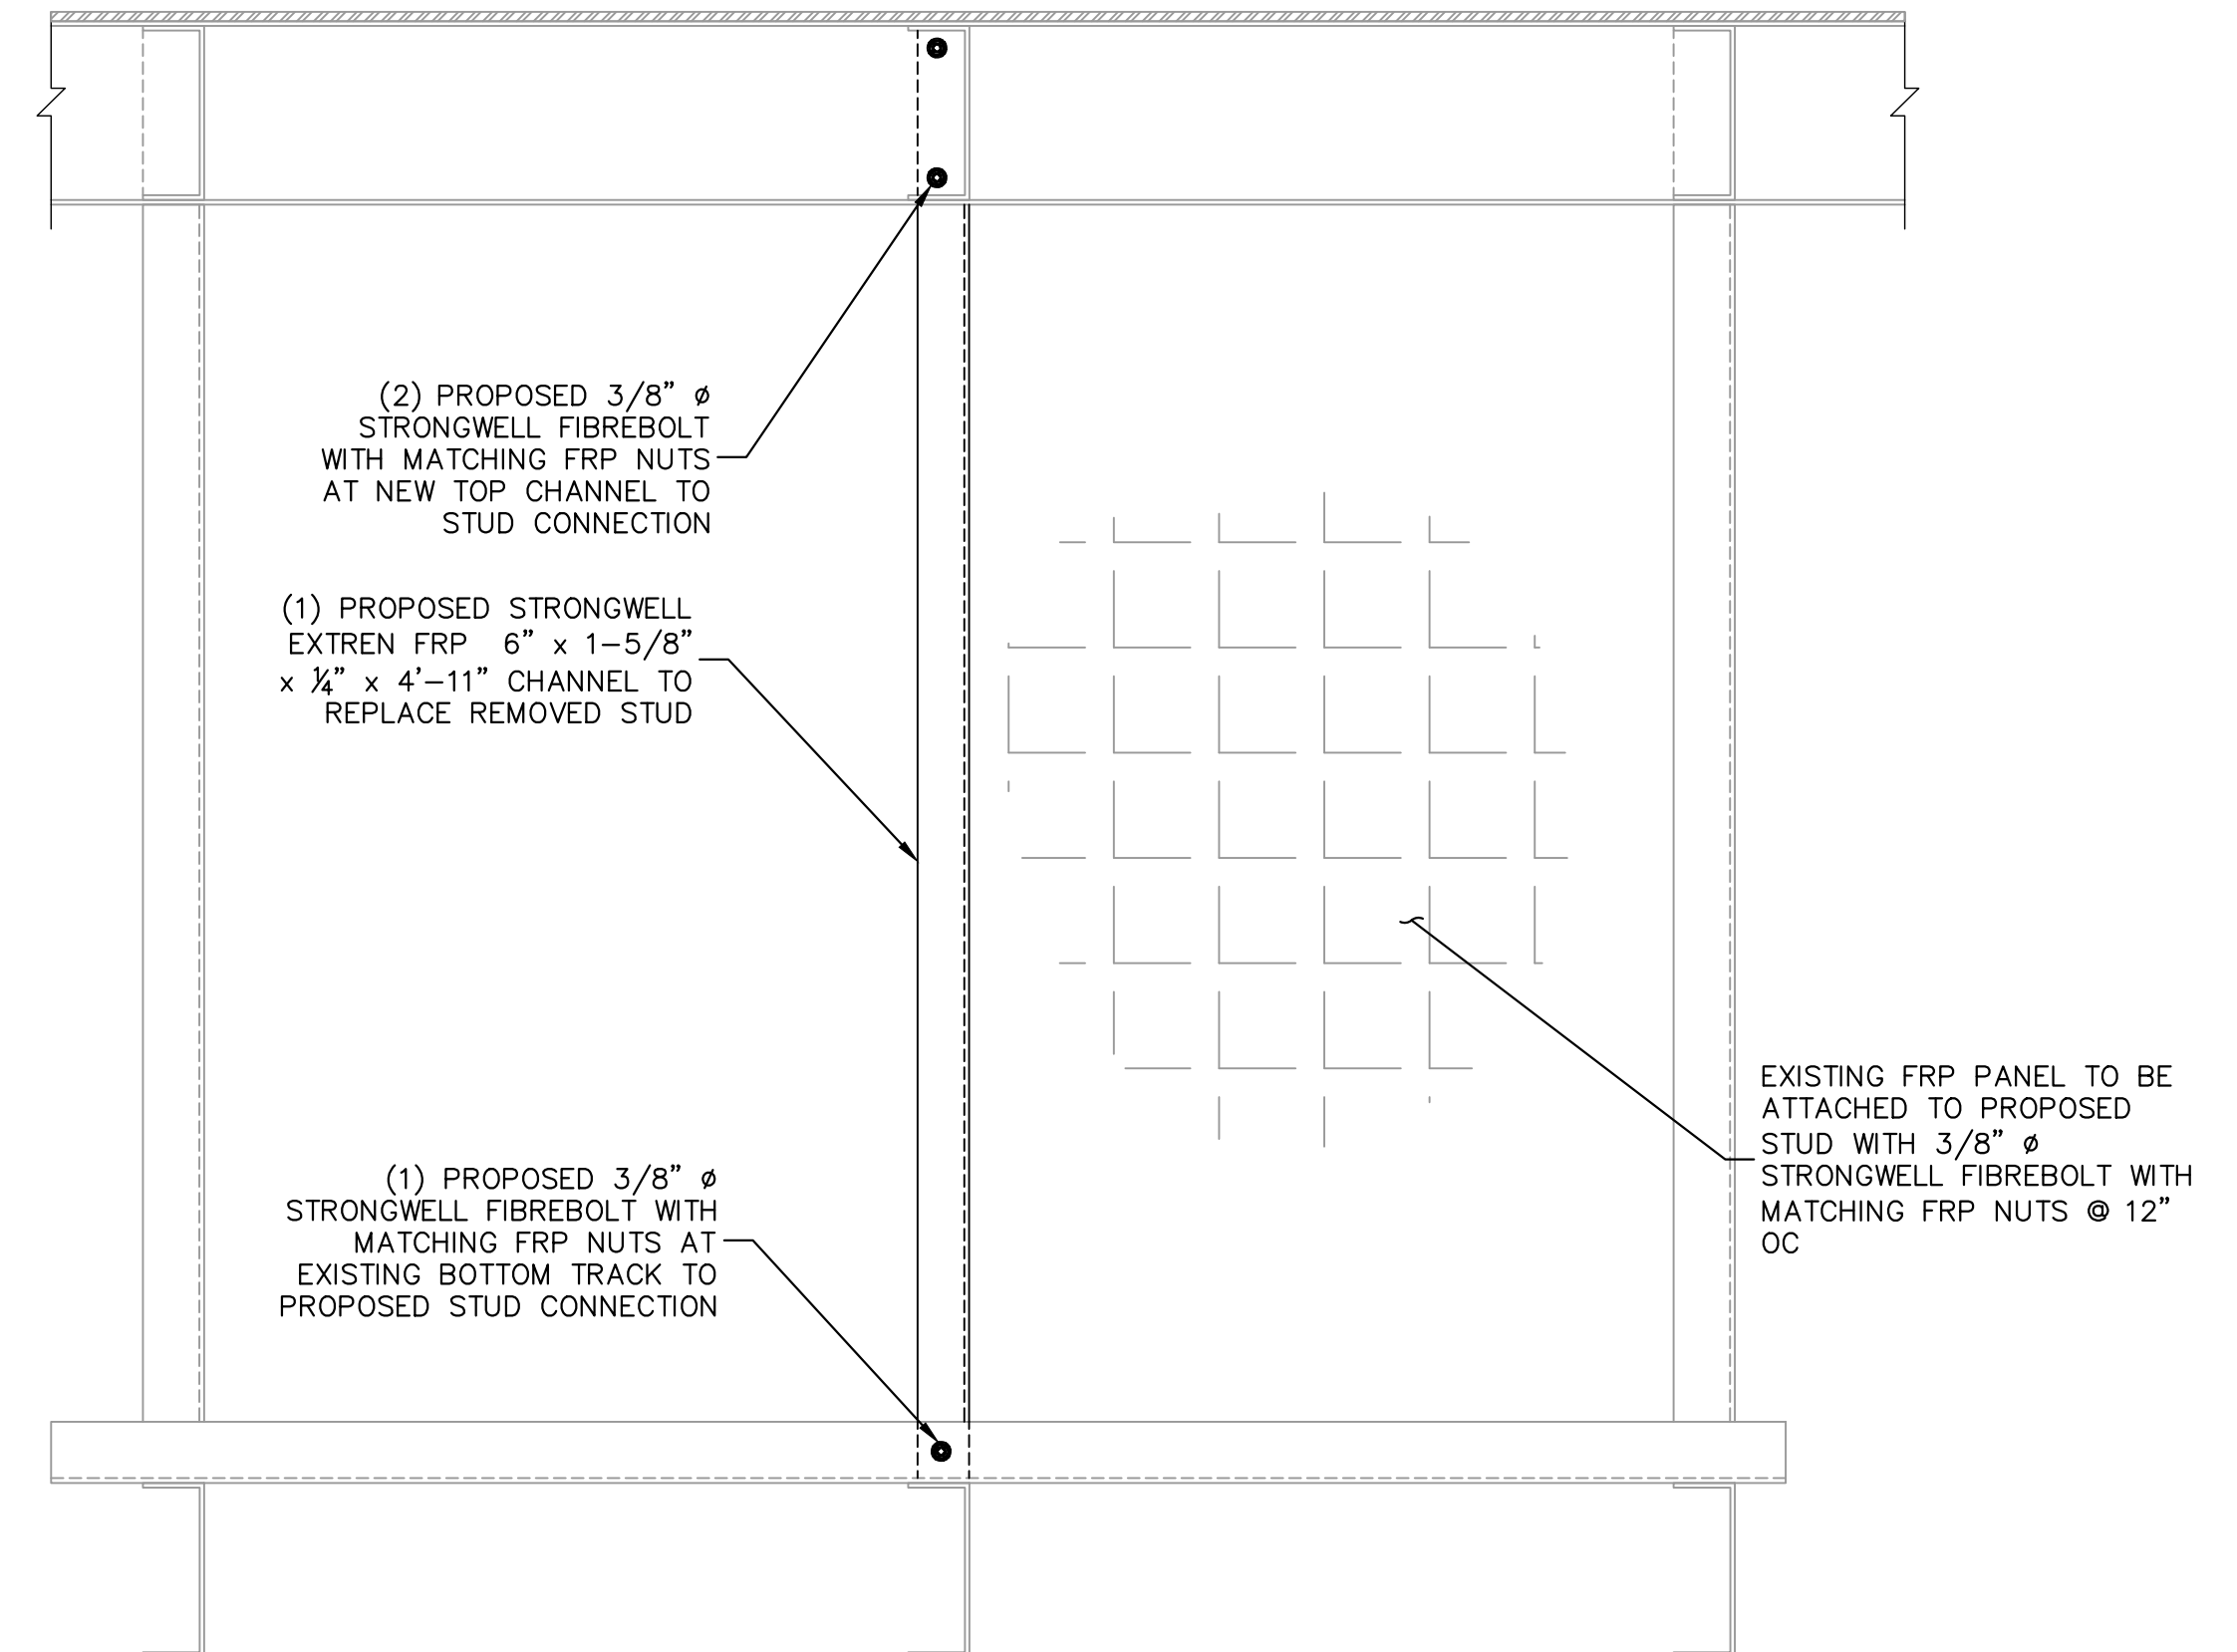 (2) PROPOSED 3/8” ø
STRONGWELL FIBREBOLT
WITH MATCHING FRP NUTS
AT NEW TOP CHANNEL TO
STUD CONNECTION
(1) PROPOSED STRONGWELL
EXTREN FRP 6” x 1-5/8”
x ¼” x 4’-11” CHANNEL TO
REPLACE REMOVED STUD
(1) PROPOSED 3/8” ø
STRONGWELL FIBREBOLT WITH
MATCHING FRP NUTS AT
EXISTING BOTTOM TRACK TO
PROPOSED STUD CONNECTION
EXISTING FRP PANEL TO BE
ATTACHED TO PROPOSED
STUD WITH 3/8” ø
STRONGWELL FIBREBOLT WITH
MATCHING FRP NUTS @ 12”
OC